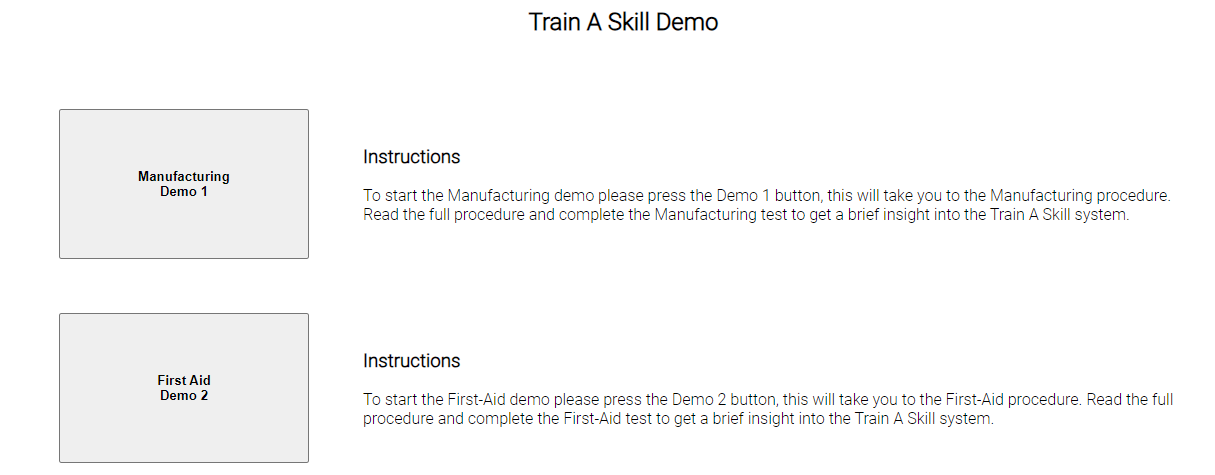 Train A Skill Demo
Manufacturing
Demo 1
Instructions
To start the Manufacturing demo please press the Demo 1 button, this will take you to the Manufacturing procedure.
Read the full procedure and complete the Manufacturing test to get a brief insight into the Train A Skill system.
First Aid
Demo 2
Instructions
To start the First-Aid demo please press the Demo 2 button, this will take you to the First-Aid procedure. Read the full
procedure and complete the First-Aid test to get a brief insight into the Train A Skill system.